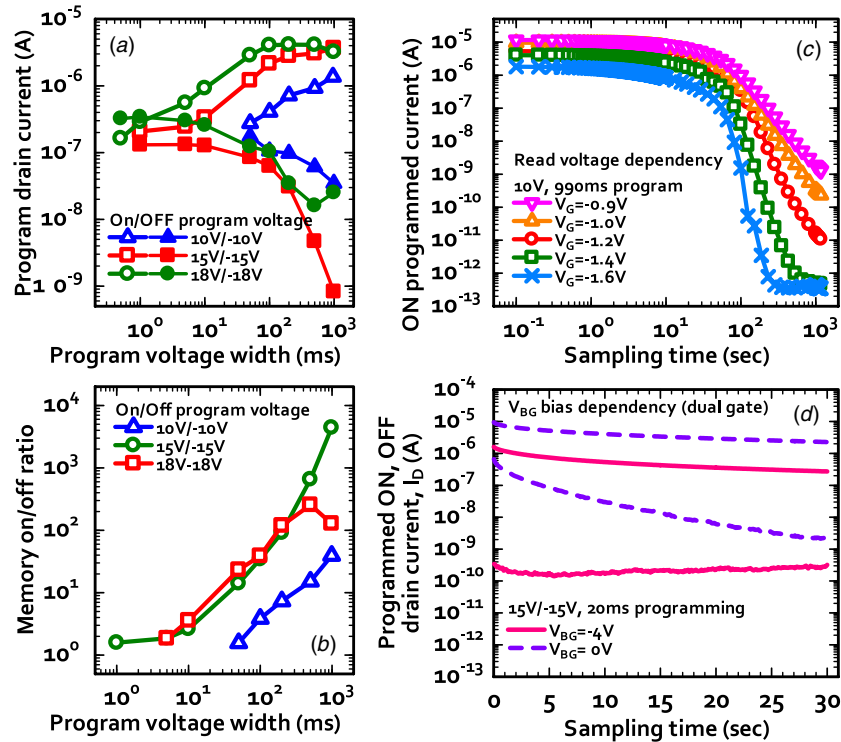 (a)
Program drain current (A)
10⁻⁵
10⁻⁶
10⁻⁷
10⁻⁸
10⁻⁹
On/OFF program voltage
10V/-10V
15V/-15V
18V/-18V
10⁰ 10¹ 10² 10³
Program voltage width (ms)
(c)
ON programmed current (A)
10⁻⁵
10⁻⁶
10⁻⁷
10⁻⁸
10⁻⁹
10⁻¹⁰
10⁻¹¹
10⁻¹²
10⁻¹³
Read voltage dependency
10V, 990ms program
V_G=-0.9V
V_G=-1.0V
V_G=-1.2V
V_G=-1.4V
V_G=-1.6V
10⁻¹ 10⁰ 10¹ 10² 10³
Sampling time (sec)
(b)
Memory on/off ratio
10⁴
10³
10²
10¹
10⁰
On/Off program voltage
10V/-10V
15V/-15V
18V-18V
10⁰ 10¹ 10² 10³
Program voltage width (ms)
(d)
Programmed ON, OFF
drain current, I_D (A)
10⁻⁴
10⁻⁵
10⁻⁶
10⁻⁷
10⁻⁸
10⁻⁹
10⁻¹⁰
10⁻¹¹
10⁻¹²
10⁻¹³
V_BG bias dependency (dual gate)
15V/-15V, 20ms programming
V_BG=-4V
V_BG= 0V
0 5 10 15 20 25 30
Sampling time (sec)